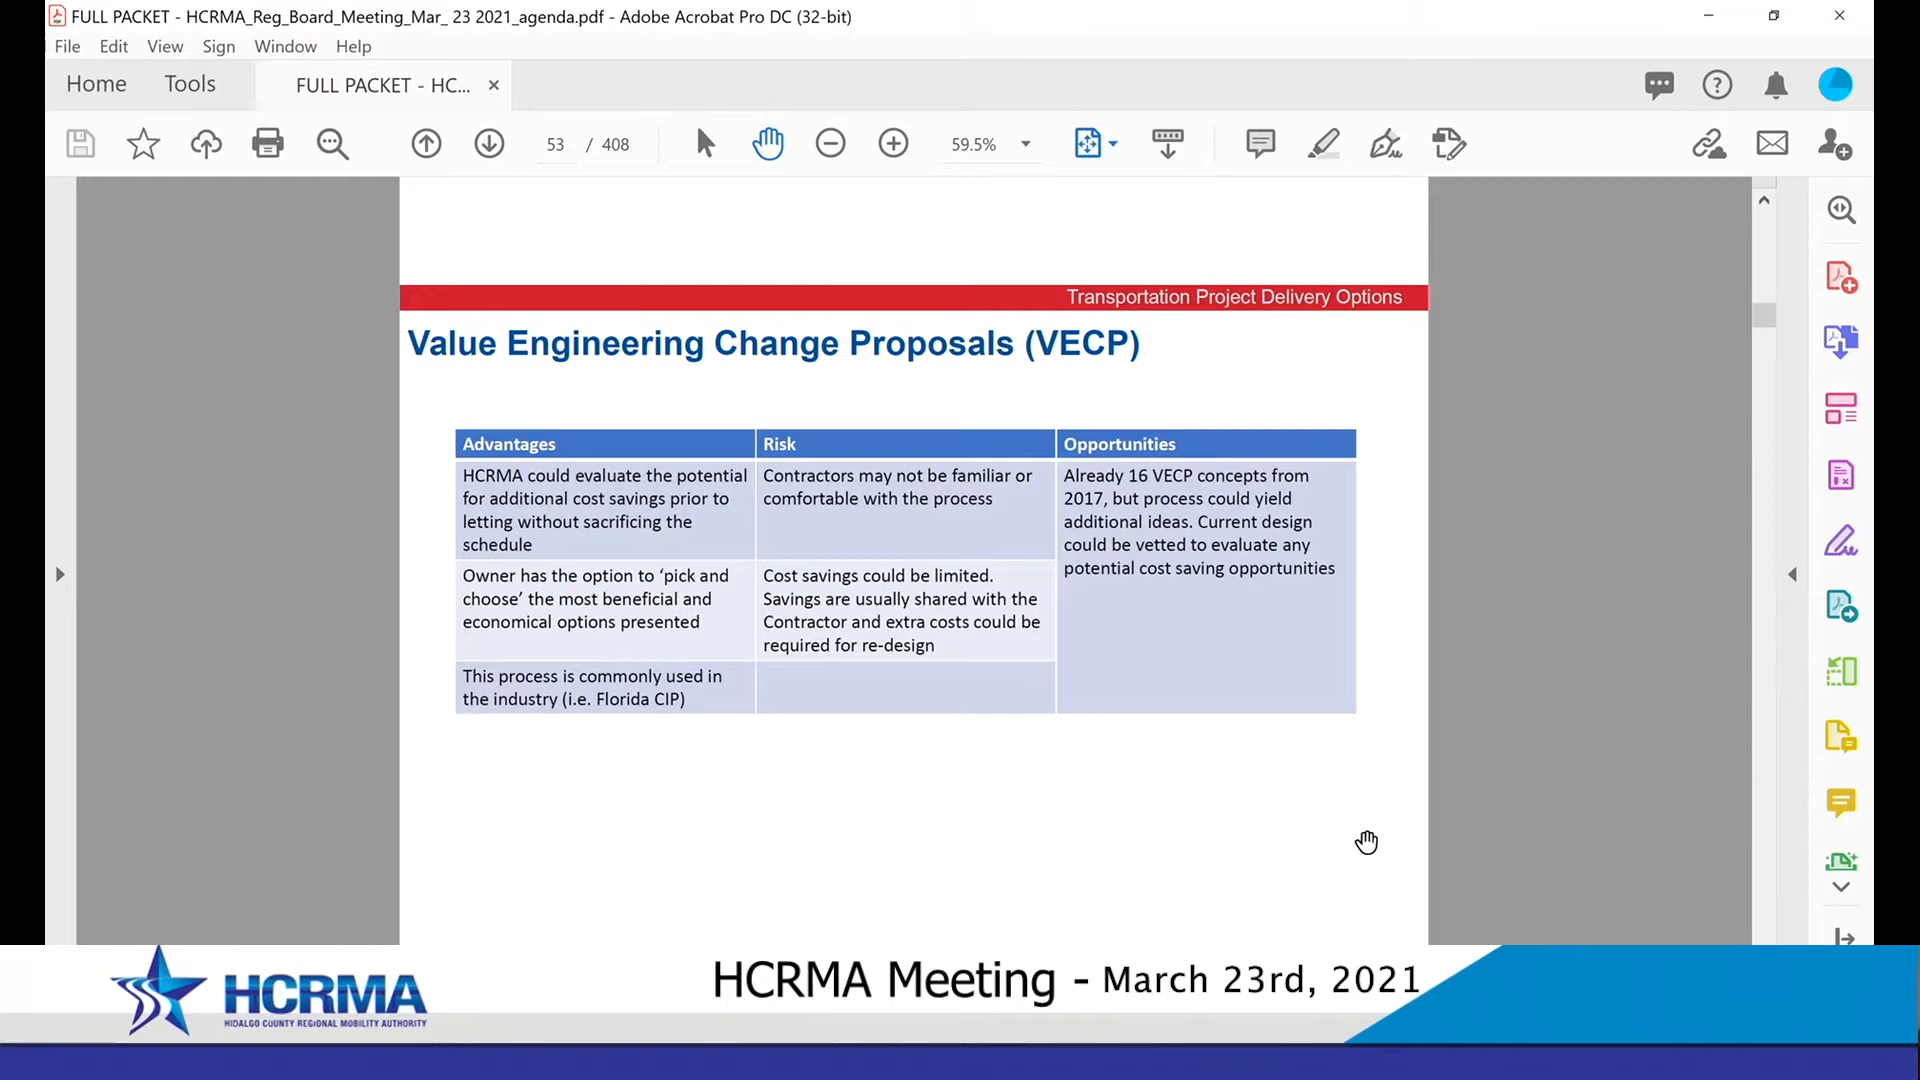 FULL PACKET - HCRMA_Reg_Board_Meeting_Mar_ 23 2021_agenda.pdf - Adobe Acrobat Pro DC (32-bit)
File Edit View Sign Window Help
Home Tools FULL PACKET - HC...
53 / 408 59.5%
Transportation Project Delivery Options
Value Engineering Change Proposals (VECP)
Advantages
HCRMA could evaluate the potential
for additional cost savings prior to
letting without sacrificing the
schedule
Owner has the option to ‘pick and
choose’ the most beneficial and
economical options presented
This process is commonly used in
the industry (i.e. Florida CIP)
Risk
Contractors may not be familiar or
comfortable with the process
Cost savings could be limited.
Savings are usually shared with the
Contractor and extra costs could be
required for re-design
Opportunities
Already 16 VECP concepts from
2017, but process could yield
additional ideas. Current design
could be vetted to evaluate any
potential cost saving opportunities
HCRMA
HIDALGO COUNTY REGIONAL MOBILITY AUTHORITY
HCRMA Meeting - March 23rd, 2021